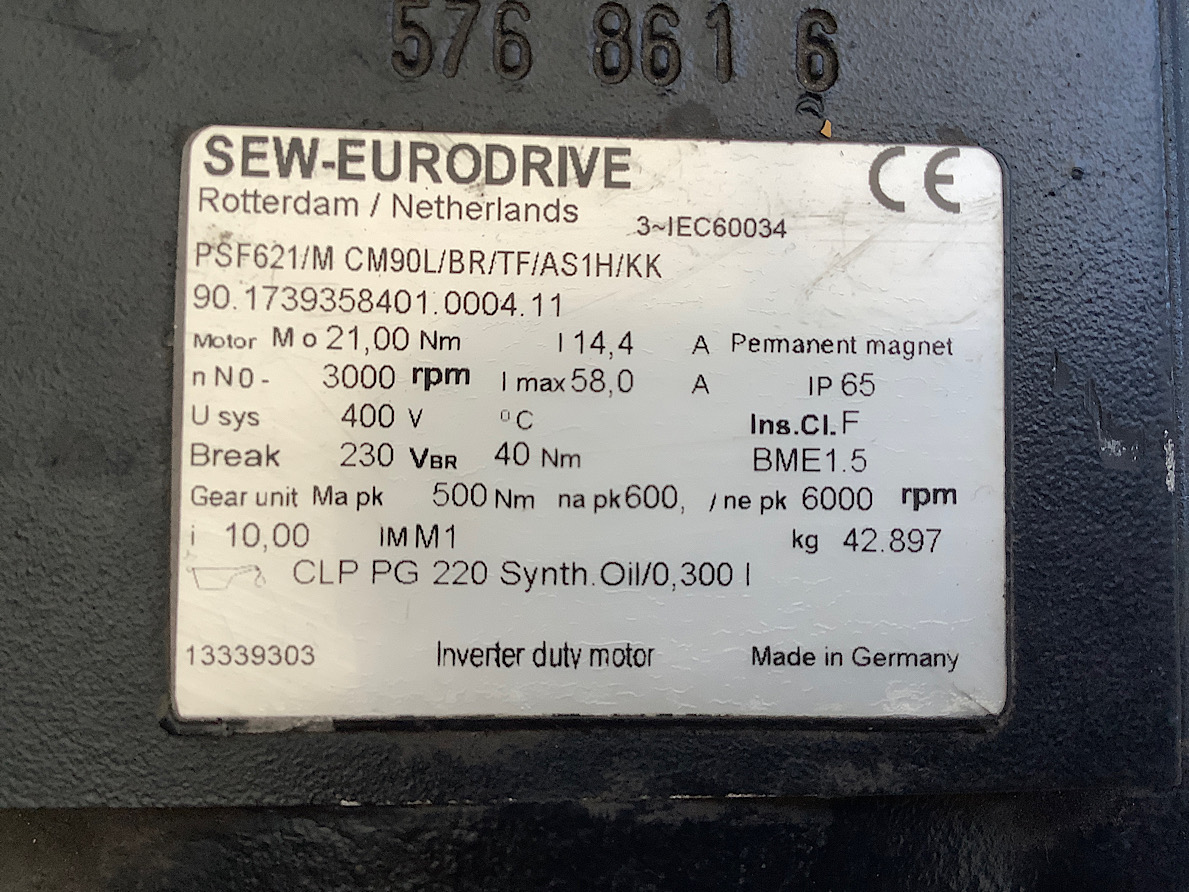 576 861 6
SEW-EURODRIVE CE
Rotterdam / Netherlands 3~IEC60034
PSF621/M CM90L/BR/TF/AS1H/KK
90.1739358401.0004.11
Motor Mo 21,00 Nm I 14,4 A Permanent magnet
n N0- 3000 rpm I max 58,0 A IP 65
U sys 400 V °C Ins.Cl.F
Break 230 VBR 40 Nm BME1.5
Gear unit Ma pk 500 Nm na pk 600, / ne pk 6000 rpm
i 10,00 IM M1 kg 42.897
CLP PG 220 Synth.Oil/0,300 l
13339303 Inverter duty motor Made in Germany